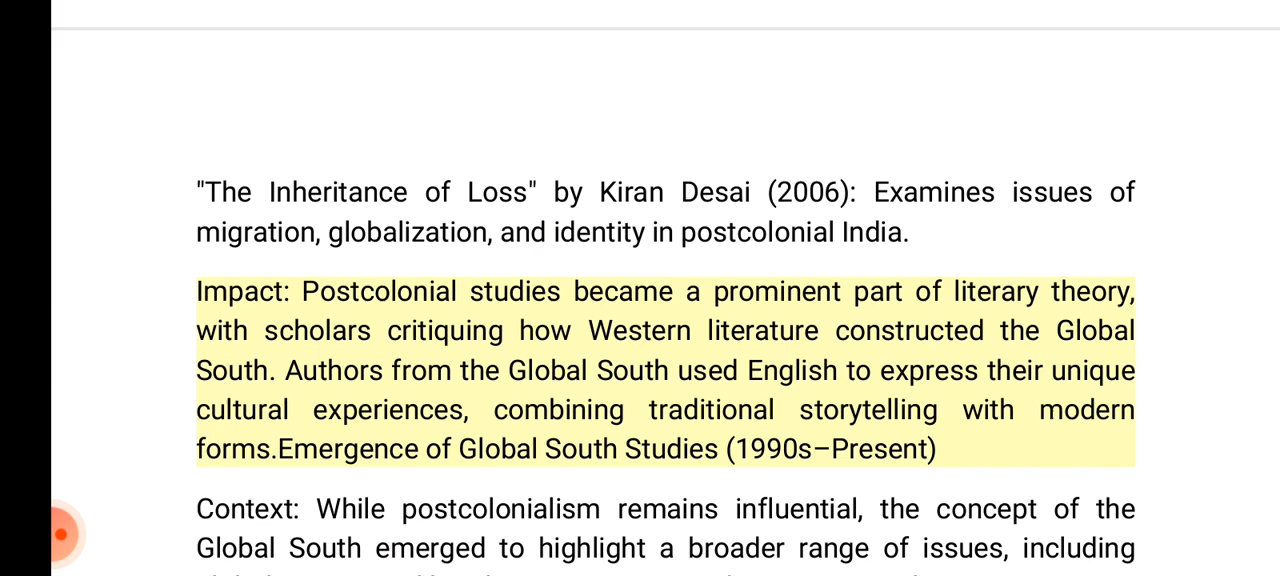 "The Inheritance of Loss" by Kiran Desai (2006): Examines issues of
migration, globalization, and identity in postcolonial India.
Impact: Postcolonial studies became a prominent part of literary theory,
with scholars critiquing how Western literature constructed the Global
South. Authors from the Global South used English to express their unique
cultural experiences, combining traditional storytelling with modern
forms.Emergence of Global South Studies (1990s–Present)
Context: While postcolonialism remains influential, the concept of the
Global South emerged to highlight a broader range of issues, including